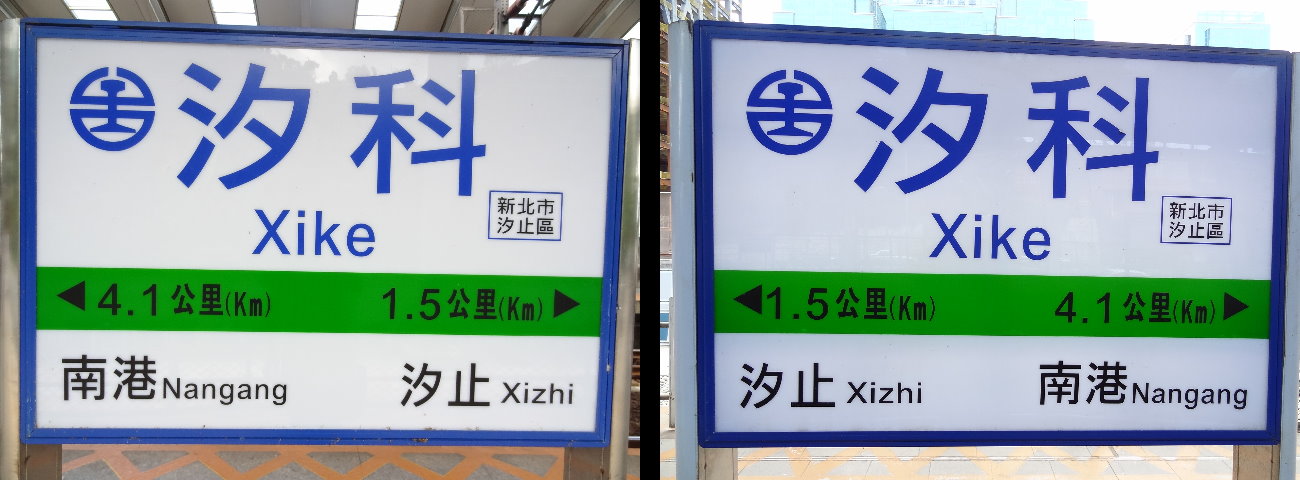 汐科
Xike
新北市
汐止區
4.1公里(Km) 1.5公里(Km)
南港Nangang 汐止 Xizhi
汐科
Xike
新北市
汐止區
1.5公里(Km) 4.1公里(Km)
汐止 Xizhi 南港Nangang